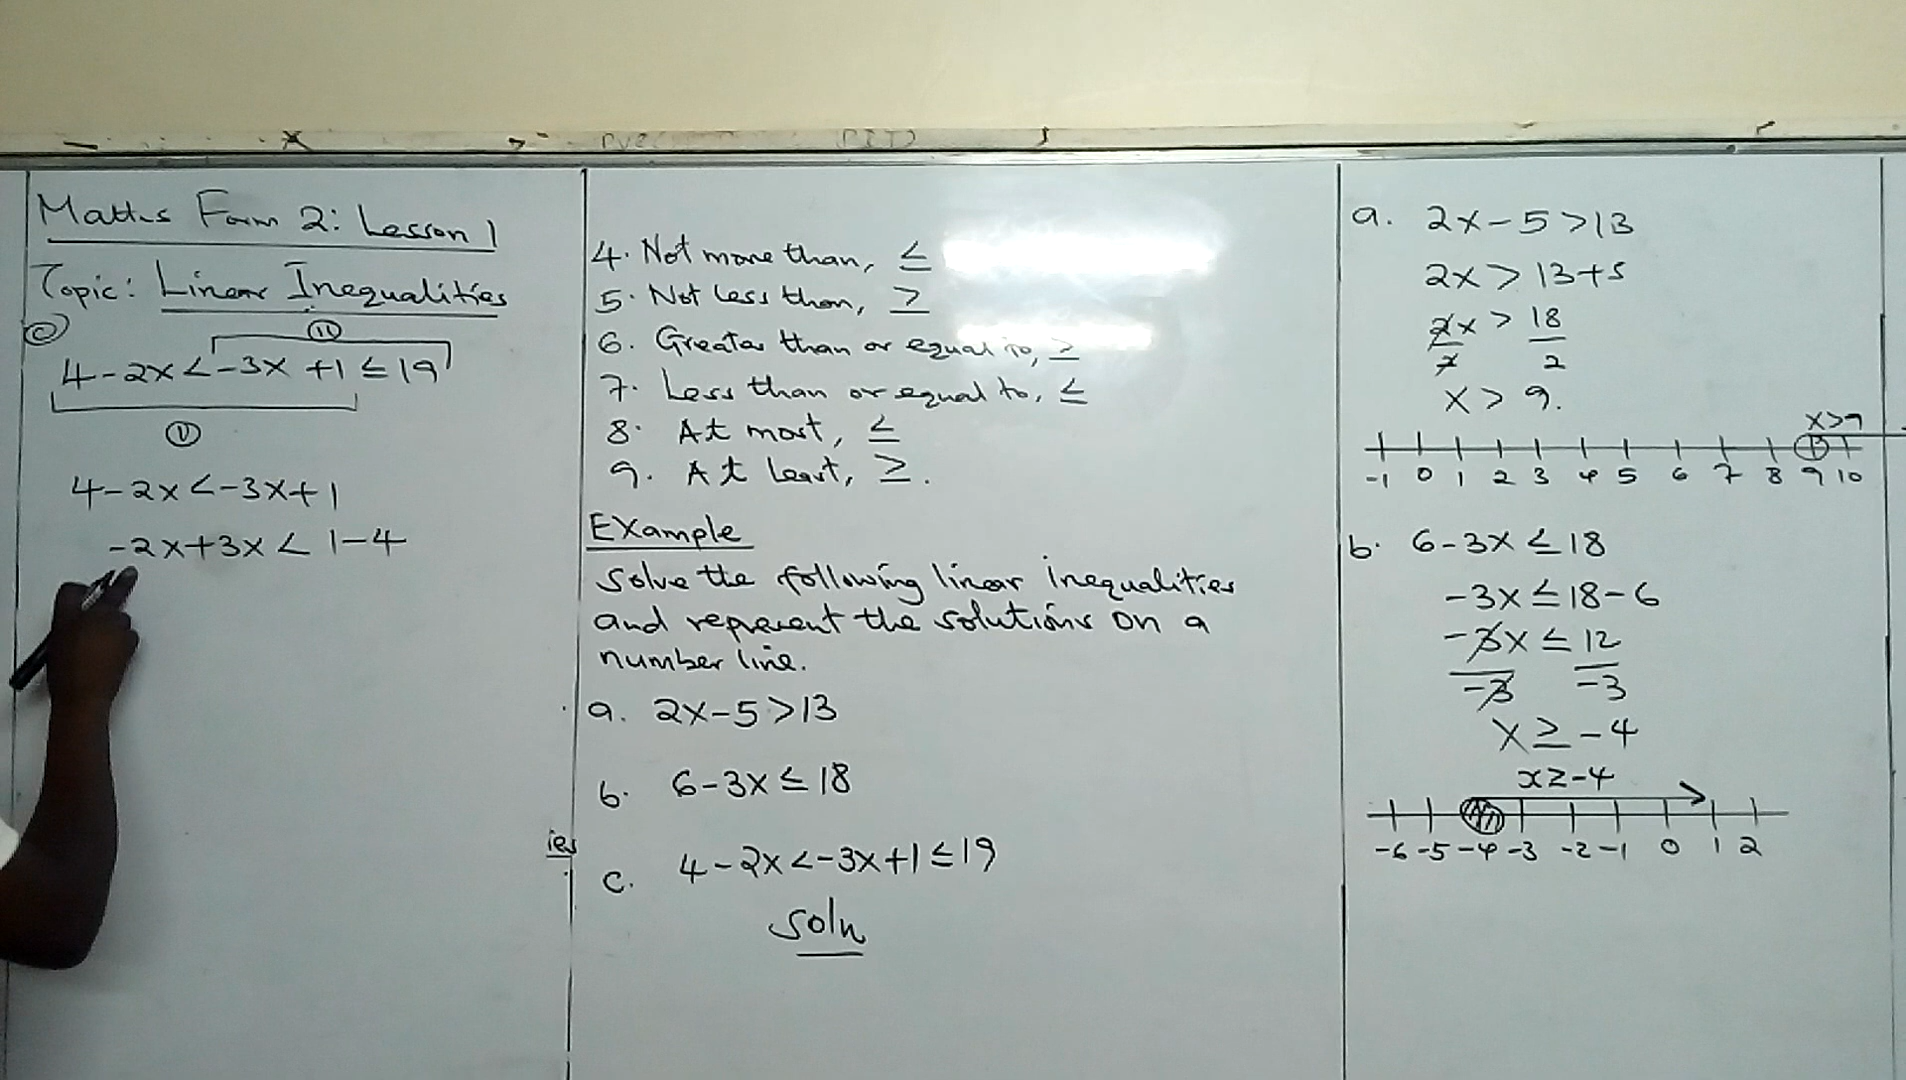 Maths Form 2: Lesson 1
Topic: Linear Inequalities
C
ii
4-2x<-3x+1≤19
i
4-2x<-3x+1
-2x+3x<1-4
4. Not more than, ≤
5. Not less than, ≥
6. Greater than or equal to, ≥
7. Less than or equal to, ≤
8. At most, ≤
9. At least, ≥.
Example
Solve the following linear inequalities
and represent the solutions on a
number line.
a. 2x-5>13
b. 6-3x≤18
ies
c. 4-2x<-3x+1≤19
soln
a. 2x-5>13
2x>13+5
2x > 18
2 2
x > 9.
x>9
-1 0 1 2 3 4 5 6 7 8 9 10
b. 6-3x≤18
-3x≤18-6
-3x≤12
-3 -3
x≥-4
x≥-4
-6 -5 -4 -3 -2 -1 0 1 2